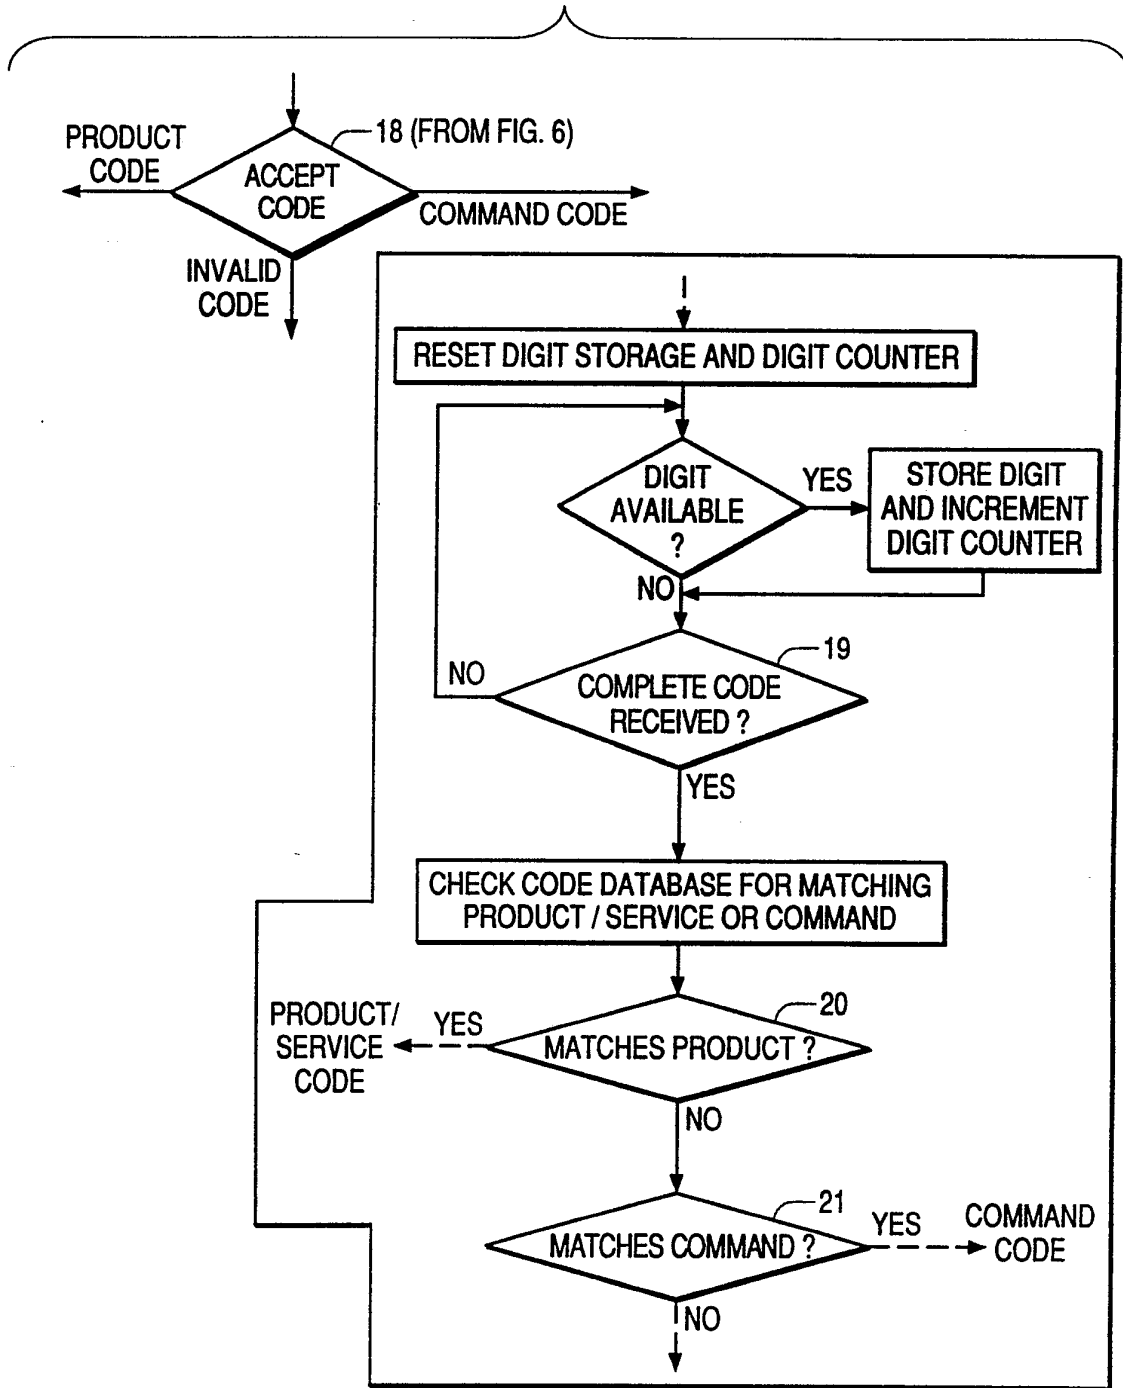 18 (FROM FIG. 6)
PRODUCT
CODE
ACCEPT
CODE
COMMAND CODE
INVALID
CODE
RESET DIGIT STORAGE AND DIGIT COUNTER
DIGIT
AVAILABLE
?
YES
STORE DIGIT
AND INCREMENT
DIGIT COUNTER
NO
19
NO
COMPLETE CODE
RECEIVED ?
YES
CHECK CODE DATABASE FOR MATCHING
PRODUCT / SERVICE OR COMMAND
20
PRODUCT/
SERVICE
CODE
YES
MATCHES PRODUCT ?
NO
21
MATCHES COMMAND ?
YES
COMMAND
CODE
NO